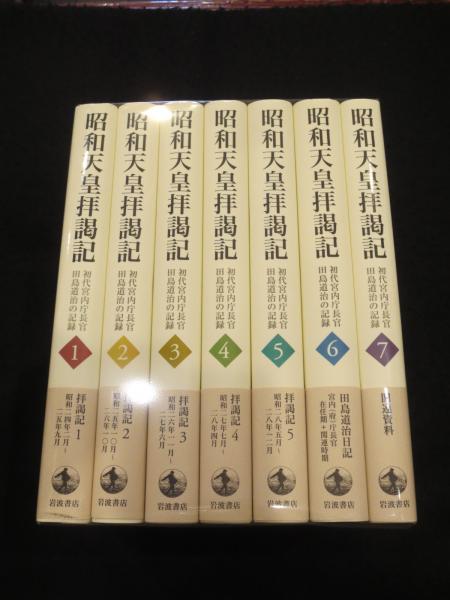 昭和天皇拝謁記
初代宮内庁長官
田島道治の記録
1
拝謁記 1
昭和二四年二月~
二五年九月
岩波書店
昭和天皇拝謁記
初代宮内庁長官
田島道治の記録
2
拝謁記 2
昭和二五年一〇月~
二六年一〇月
岩波書店
昭和天皇拝謁記
初代宮内庁長官
田島道治の記録
3
拝謁記 3
昭和二六年一一月~
二七年六月
岩波書店
昭和天皇拝謁記
初代宮内庁長官
田島道治の記録
4
拝謁記 4
昭和二七年七月~
二八年四月
岩波書店
昭和天皇拝謁記
初代宮内庁長官
田島道治の記録
5
拝謁記 5
昭和二八年五月~
二八年一二月
岩波書店
昭和天皇拝謁記
初代宮内庁長官
田島道治の記録
6
田島道治日記
宮内(府)庁長官
在任期+関連時期
岩波書店
昭和天皇拝謁記
初代宮内庁長官
田島道治の記録
7
関連資料
岩波書店